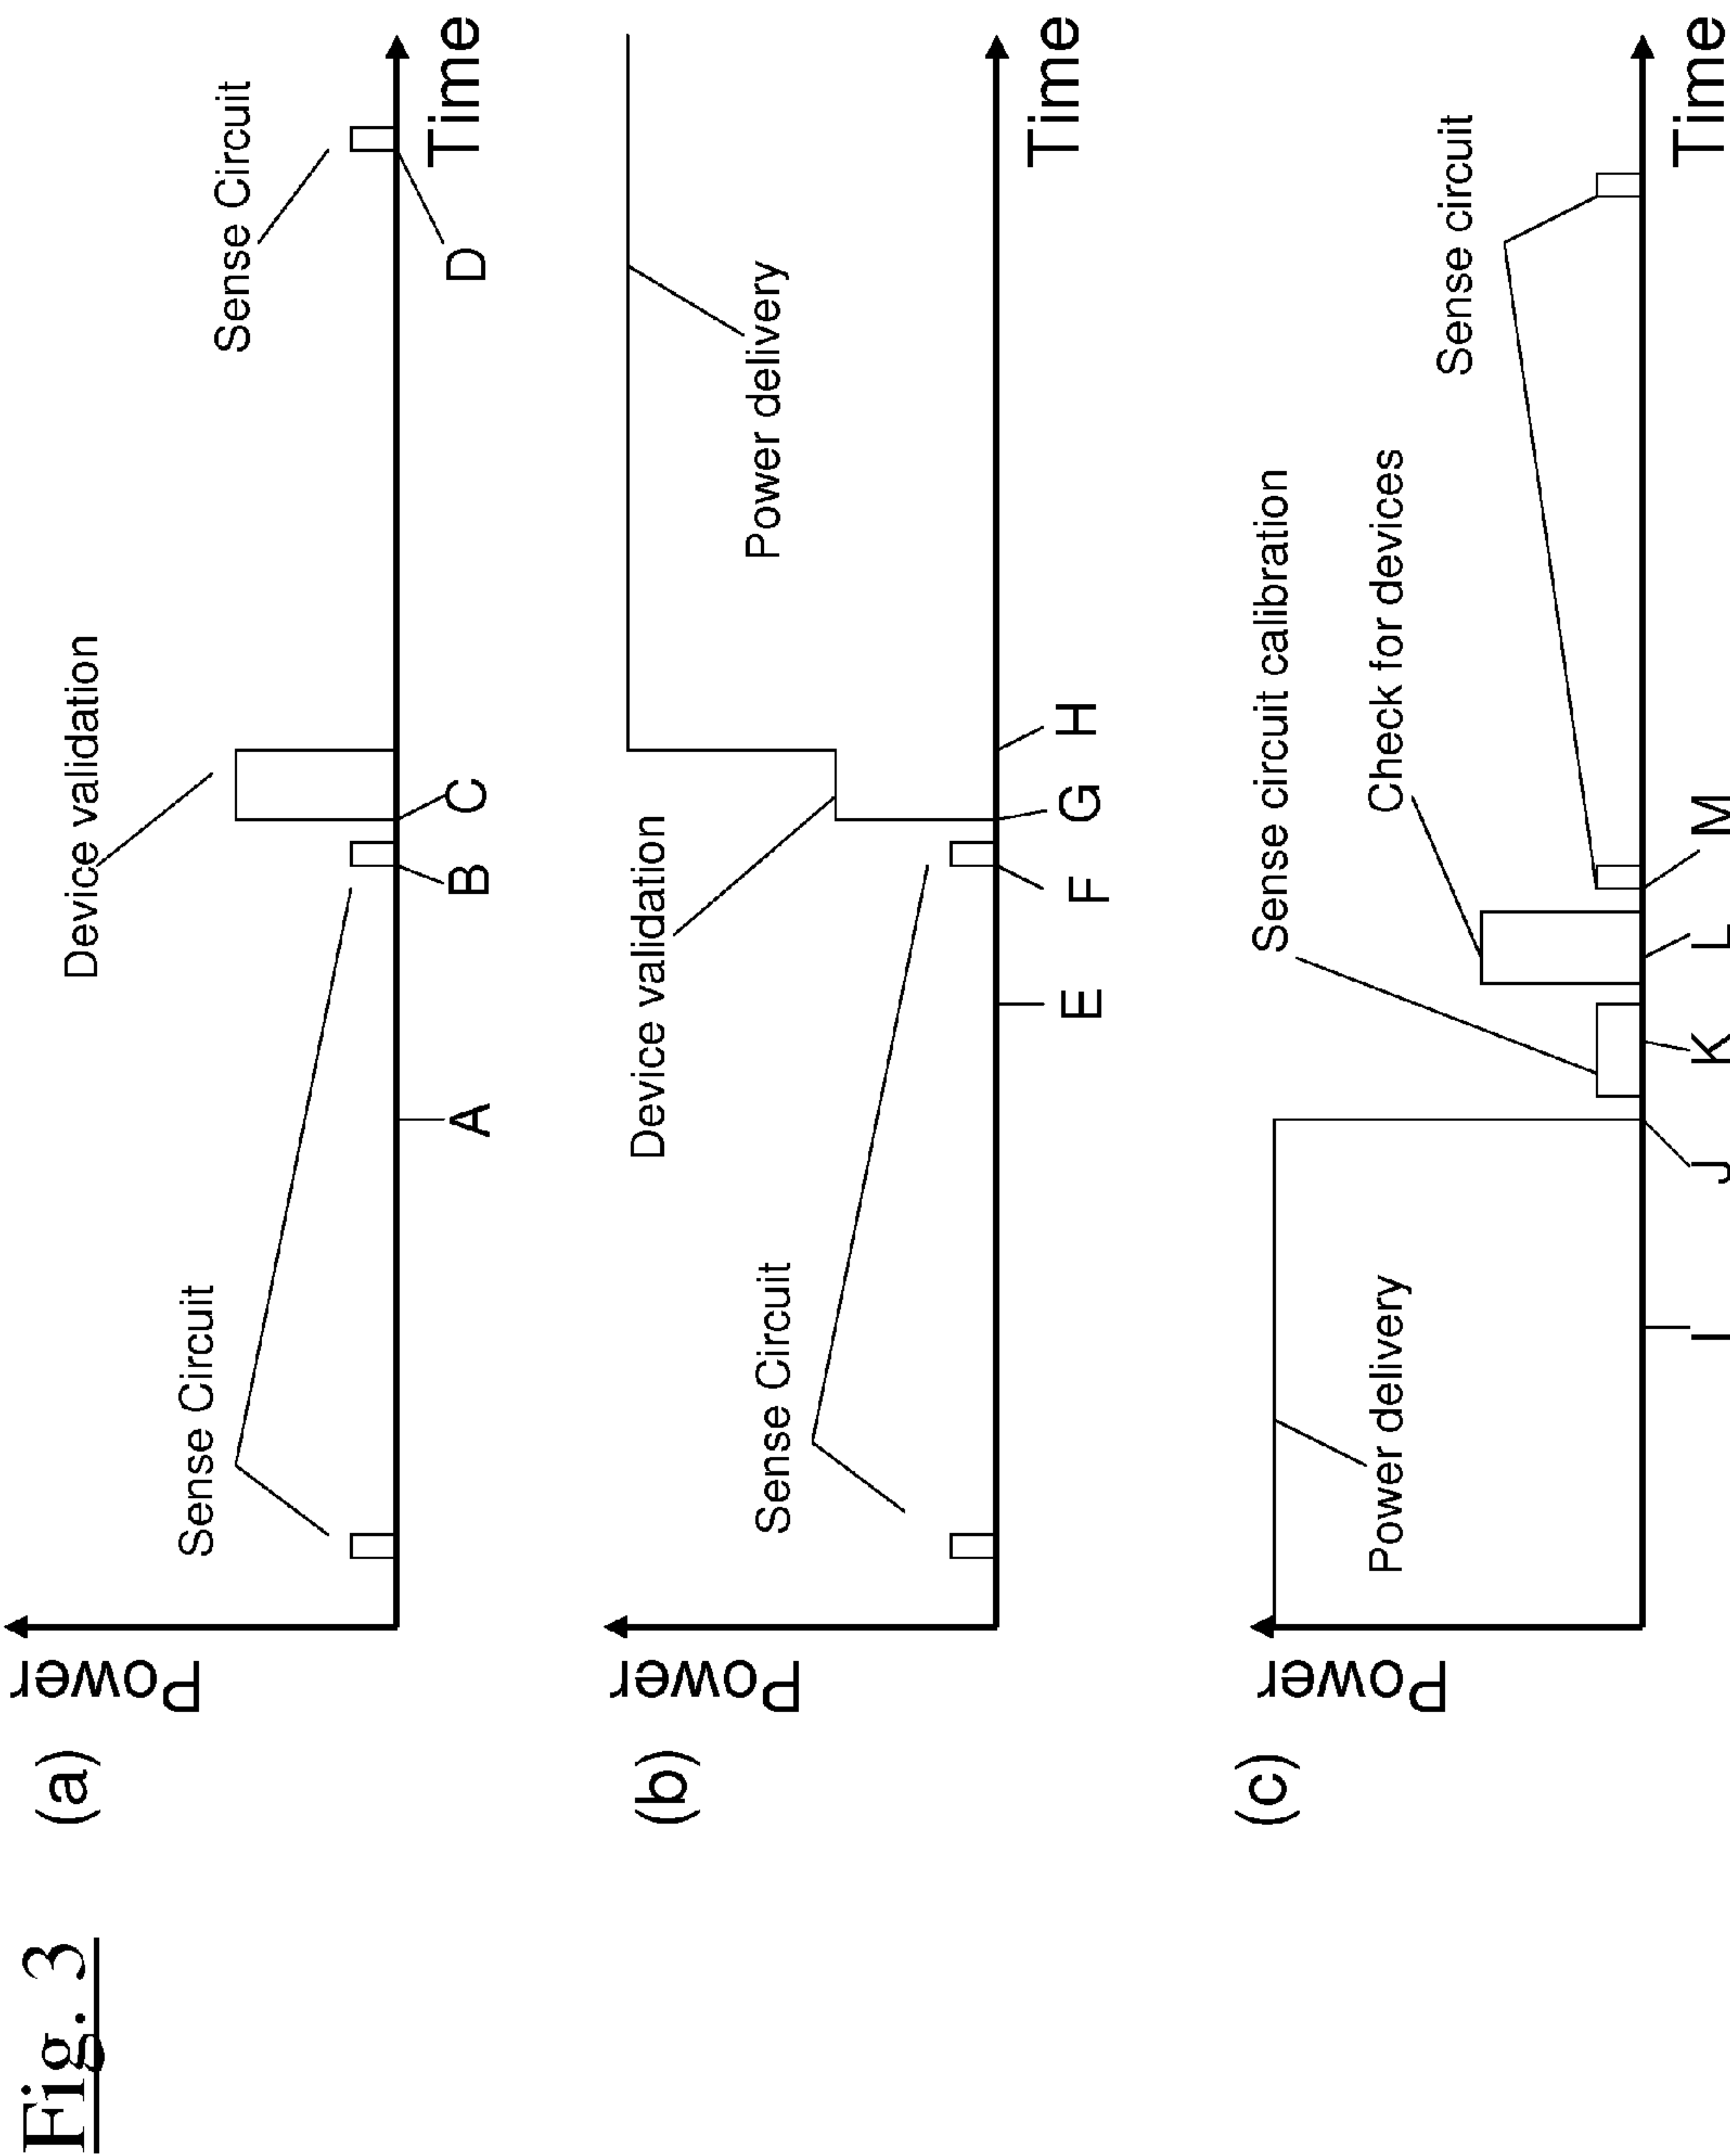 Fig. 3
(a)
Power
Sense Circuit
Device validation
Sense Circuit
A
B
C
D
Time
(b)
Power
Sense Circuit
Device validation
Power delivery
E
F
G
H
Time
(c)
Power
Power delivery
Sense circuit calibration
Check for devices
Sense circuit
I
J
K
L
M
Time